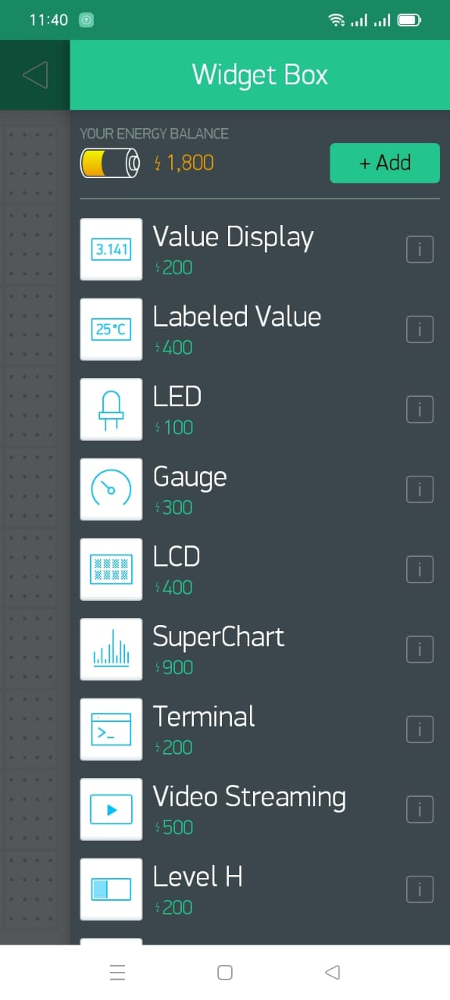 11:40
Widget Box
YOUR ENERGY BALANCE
1,800
+ Add
3.141
Value Display
200
25°C
Labeled Value
400
LED
100
Gauge
300
LCD
400
SuperChart
900
>_
Terminal
200
Video Streaming
500
Level H
200